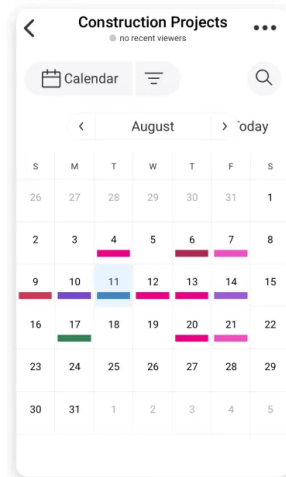 Construction Projects
no recent viewers
Calendar
August
oday
S M T W T F S
26 27 28 29 30 31 1
2 3 4 5 6 7 8
9 10 11 12 13 14 15
16 17 18 19 20 21 22
23 24 25 26 27 28 29
30 31 1 2 3 4 5